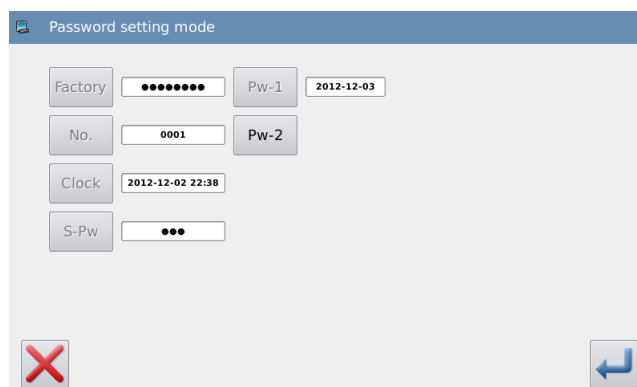 Password setting mode
Factory ●●●●●●●● Pw-1 2012-12-03
No. 0001 Pw-2
Clock 2012-12-02 22:38
S-Pw ●●●